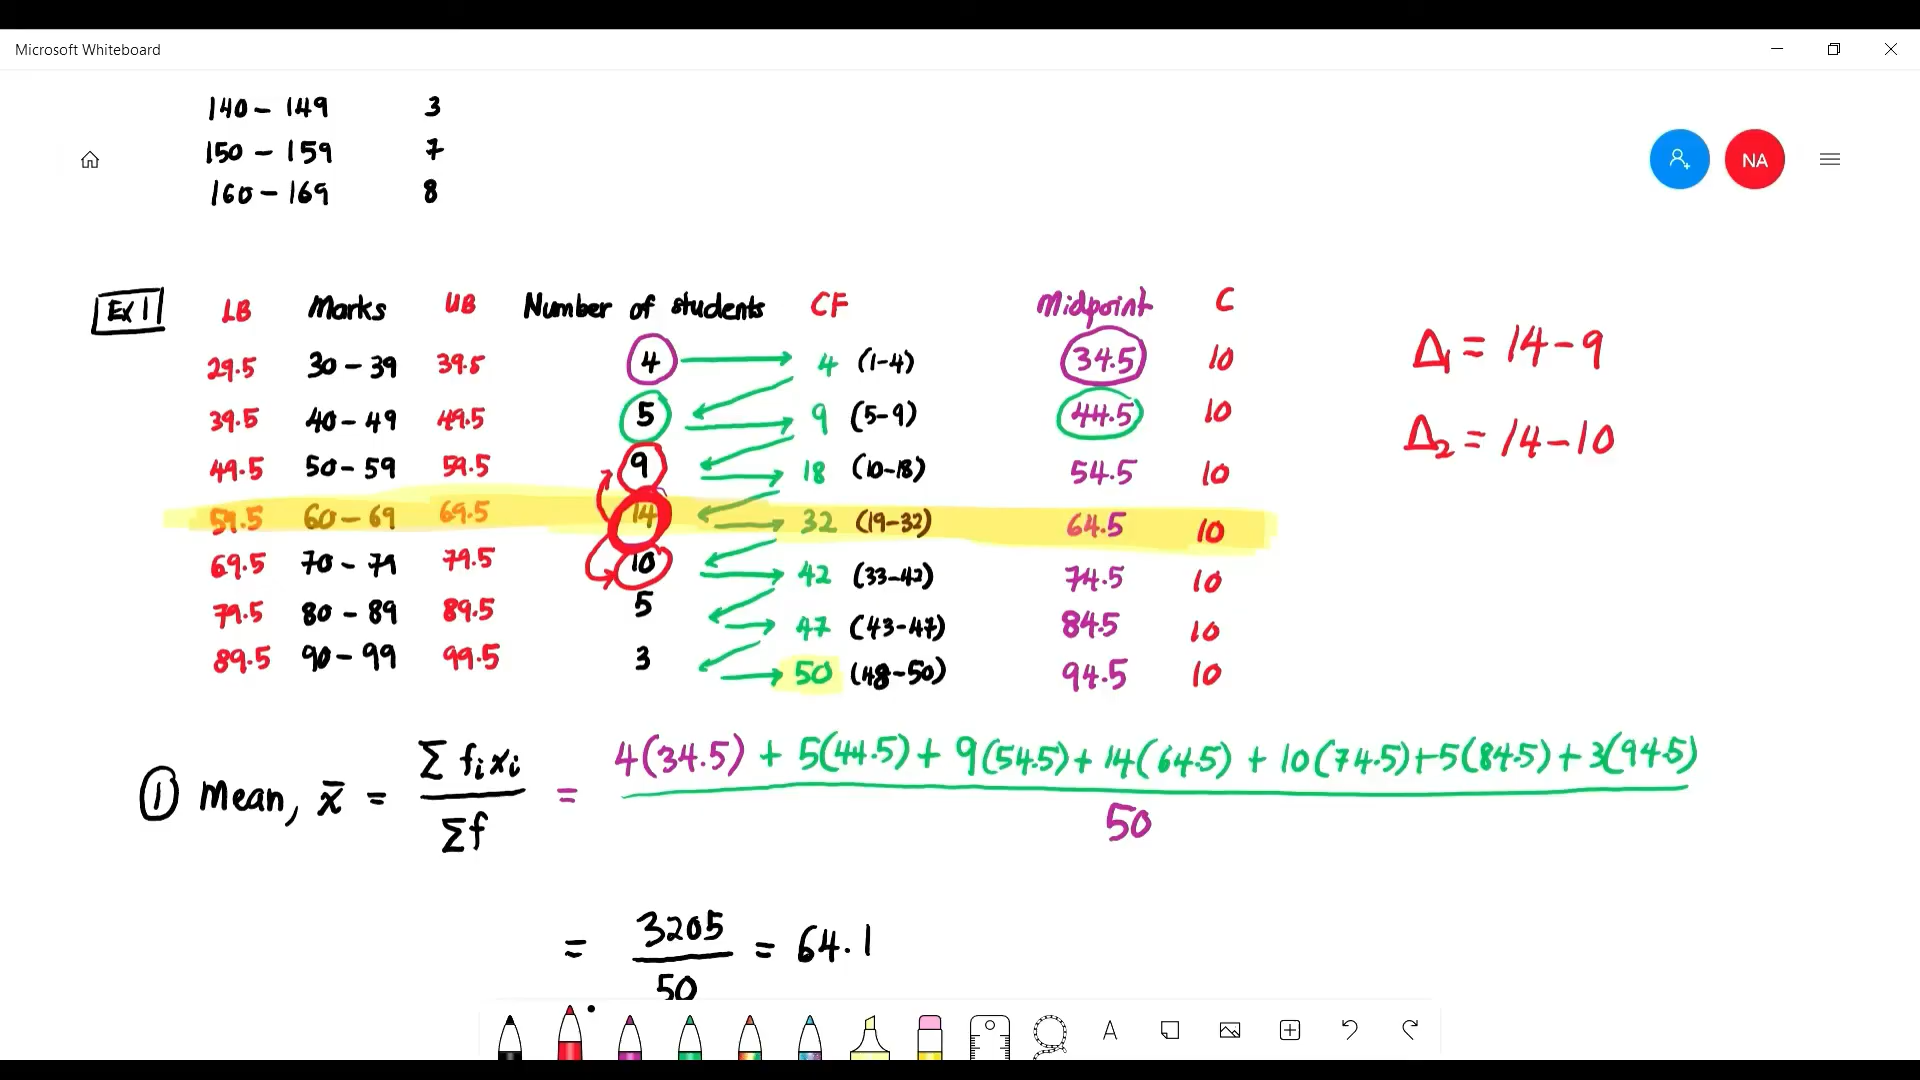 Microsoft Whiteboard
140 - 149 3
150 - 159 7
160 - 169 8
NA
Ex 1 LB Marks UB Number of students CF Midpoint C
29.5 30 - 39 39.5 4 4 (1-4) 34.5 10
39.5 40 - 49 49.5 5 9 (5-9) 44.5 10
49.5 50 - 59 59.5 9 18 (10-18) 54.5 10
59.5 60 - 69 69.5 14 32 (19-32) 64.5 10
69.5 70 - 79 79.5 10 42 (33-42) 74.5 10
79.5 80 - 89 89.5 5 47 (43-47) 84.5 10
89.5 90 - 99 99.5 3 50 (48-50) 94.5 10
Δ1 = 14 - 9
Δ2 = 14 - 10
① Mean, x̄ = Σ fixi / Σf = 4(34.5) + 5(44.5) + 9(54.5) + 14(64.5) + 10(74.5) + 5(84.5) + 3(94.5) / 50
= 3205 / 50 = 64.1